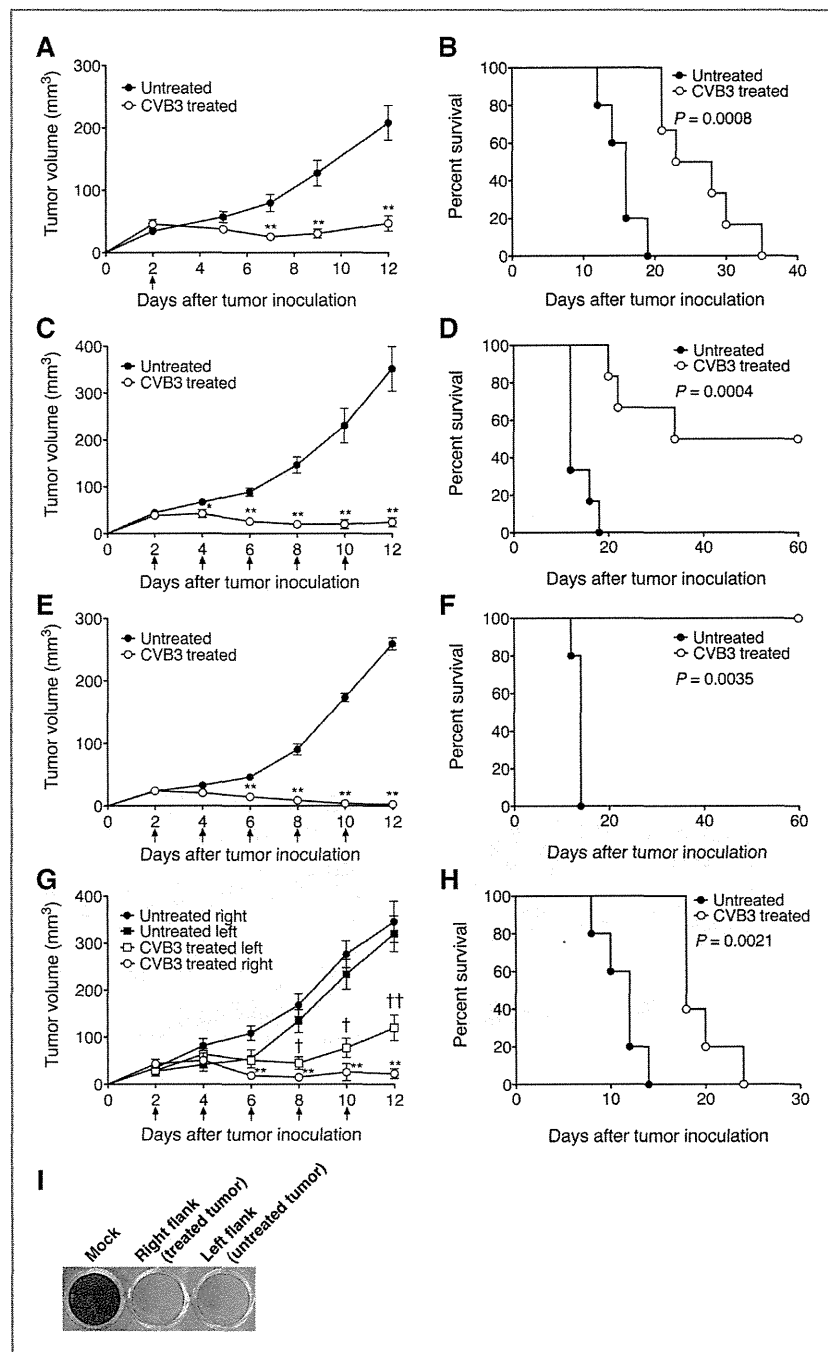 A
Tumor volume (mm³)
300
200
100
0
Untreated
CVB3 treated
**
**
**
0 2 4 6 8 10 12
Days after tumor inoculation
B
Percent survival
100
80
60
40
20
0
Untreated
CVB3 treated
P = 0.0008
0 10 20 30 40
Days after tumor inoculation
C
Tumor volume (mm³)
400
300
200
100
0
Untreated
CVB3 treated
*
**
**
**
**
0 2 4 6 8 10 12
Days after tumor inoculation
D
Percent survival
100
80
60
40
20
0
Untreated
CVB3 treated
P = 0.0004
0 20 40 60
Days after tumor inoculation
E
Tumor volume (mm³)
300
200
100
0
Untreated
CVB3 treated
**
**
**
**
0 2 4 6 8 10 12
Days after tumor inoculation
F
Percent survival
100
80
60
40
20
0
Untreated
CVB3 treated
P = 0.0035
0 20 40 60
Days after tumor inoculation
G
Tumor volume (mm³)
400
300
200
100
0
Untreated right
Untreated left
CVB3 treated left
CVB3 treated right
†
†
††
**
**
**
**
0 2 4 6 8 10 12
Days after tumor inoculation
H
Percent survival
100
80
60
40
20
0
Untreated
CVB3 treated
P = 0.0021
0 10 20 30
Days after tumor inoculation
I
Mock
Right flank
(treated tumor)
Left flank
(untreated tumor)